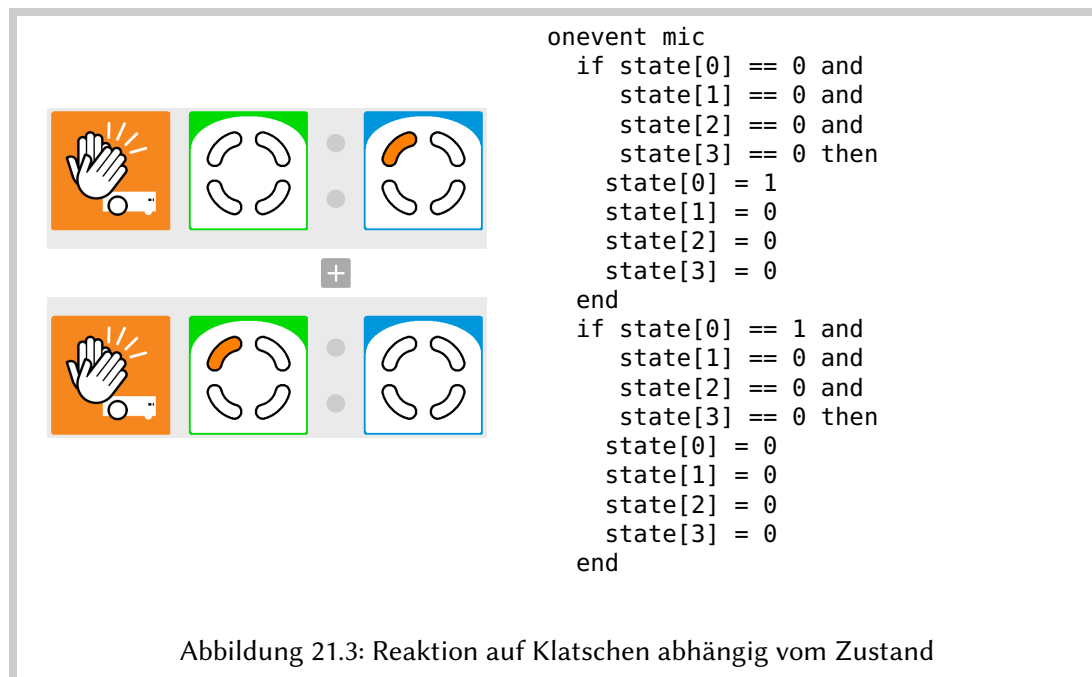 onevent mic
if state[0] == 0 and
state[1] == 0 and
state[2] == 0 and
state[3] == 0 then
state[0] = 1
state[1] = 0
state[2] = 0
state[3] = 0
end
if state[0] == 1 and
state[1] == 0 and
state[2] == 0 and
state[3] == 0 then
state[0] = 0
state[1] = 0
state[2] = 0
state[3] = 0
end
Abbildung 21.3: Reaktion auf Klatschen abhängig vom Zustand